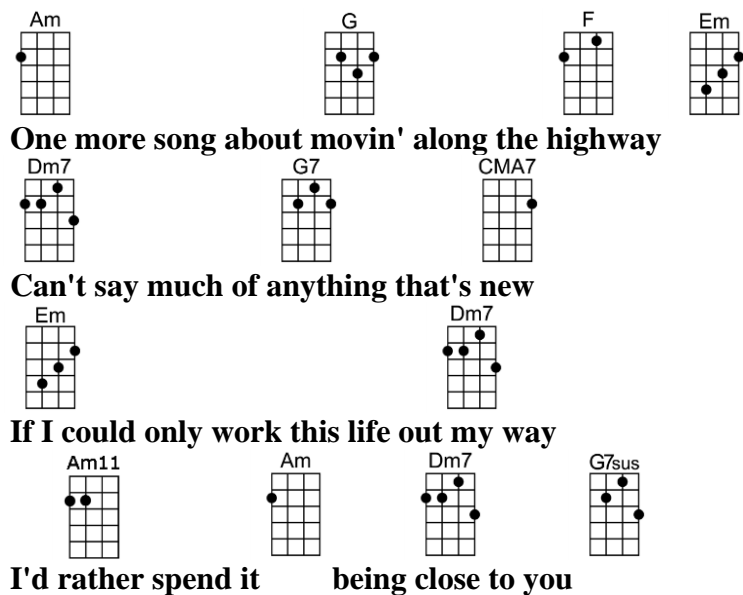 Am G F Em
One more song about movin' along the highway
Dm7 G7 CMA7
Can't say much of anything that's new
Em Dm7
If I could only work this life out my way
Am11 Am Dm7 G7sus
I'd rather spend it being close to you